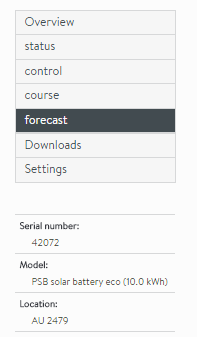 Overview
status
control
course
forecast
Downloads
Settings
Serial number:
42072
Model:
PSB solar battery eco (10.0 kWh)
Location:
AU 2479